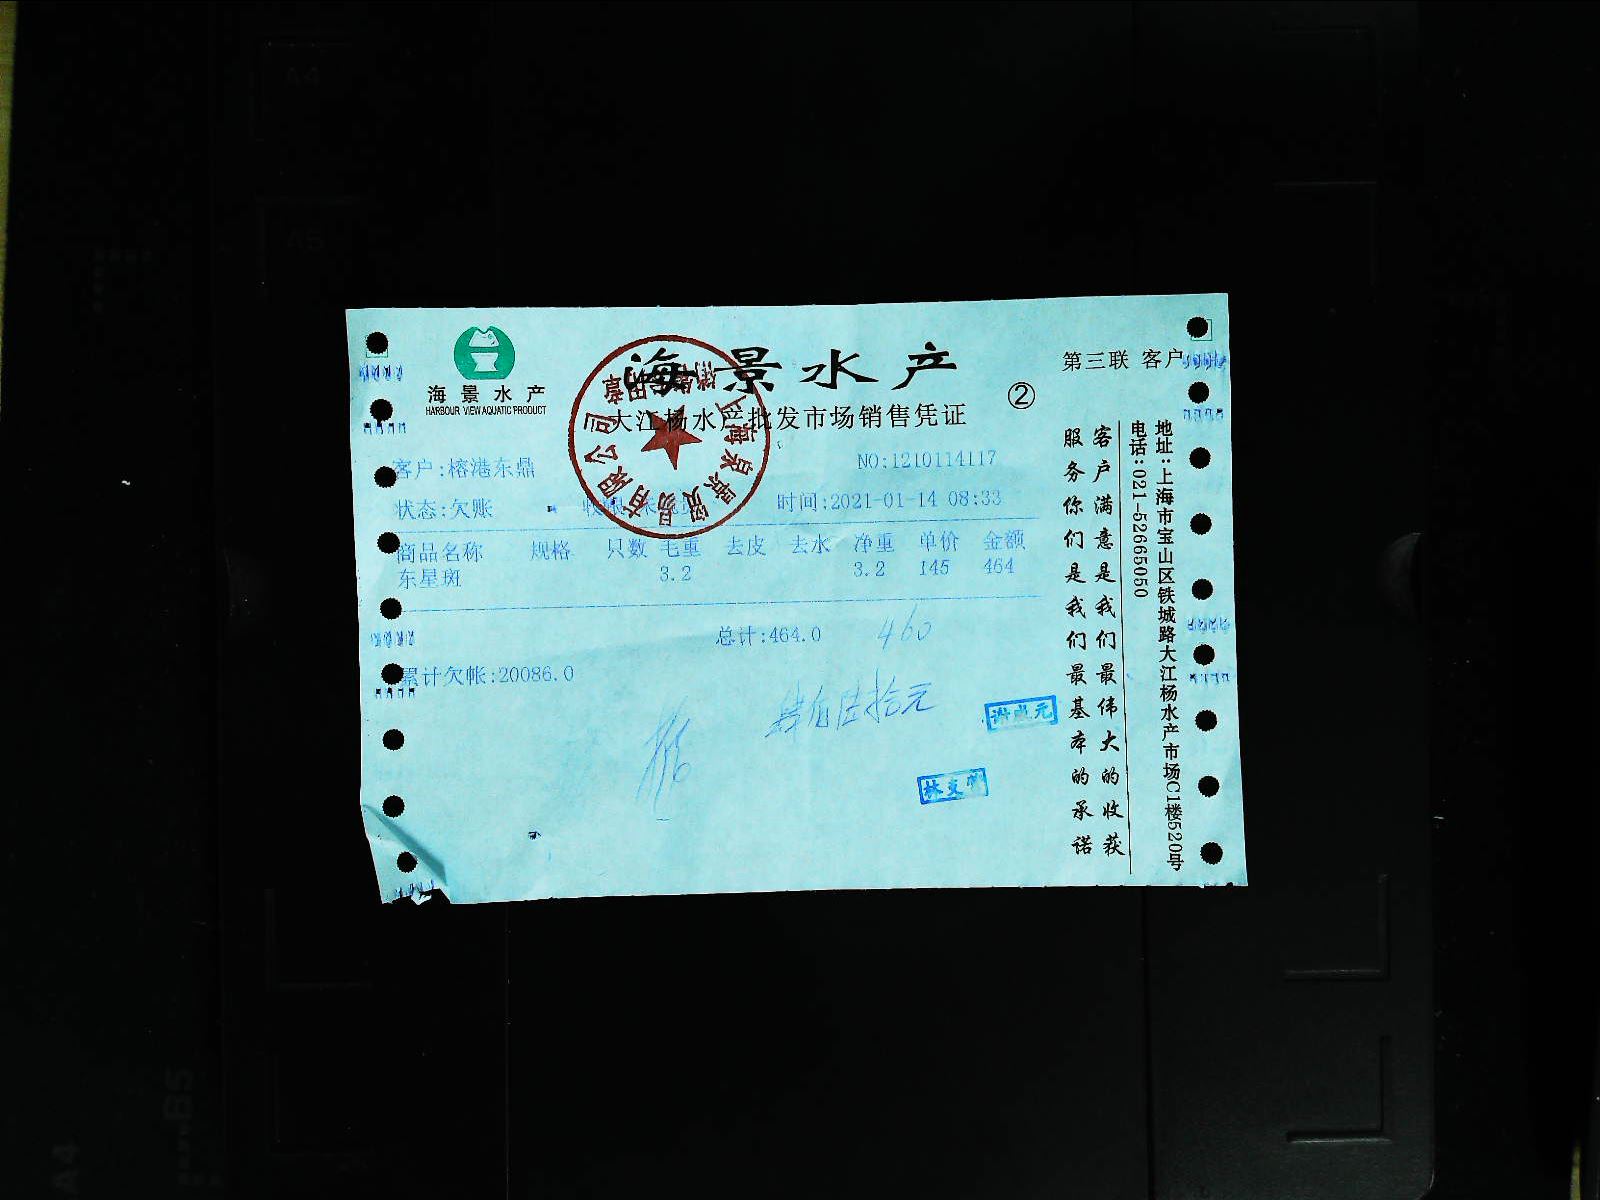 海景水产
HARBOUR VIEW AQUATIC PRODUCT
海景水产
大江杨水产批发市场销售凭证
②
第三联 客户
客户:榕港东鼎
NO:1210114117
状态:欠账
时间:2021-01-14 08:33
商品名称 规格 只数 毛重 去皮 去水 净重 单价 金额
东星斑 3.2 3.2 145 464
总计:464.0
460
累计欠帐:20086.0
肆佰陆拾元
客户满意是我们最伟大的收获
服务你们是我们最基本的承诺
地址:上海市宝山区铁城路大江杨水产市场C1楼520号
电话:021-52665050
A4
A5
B5
A4